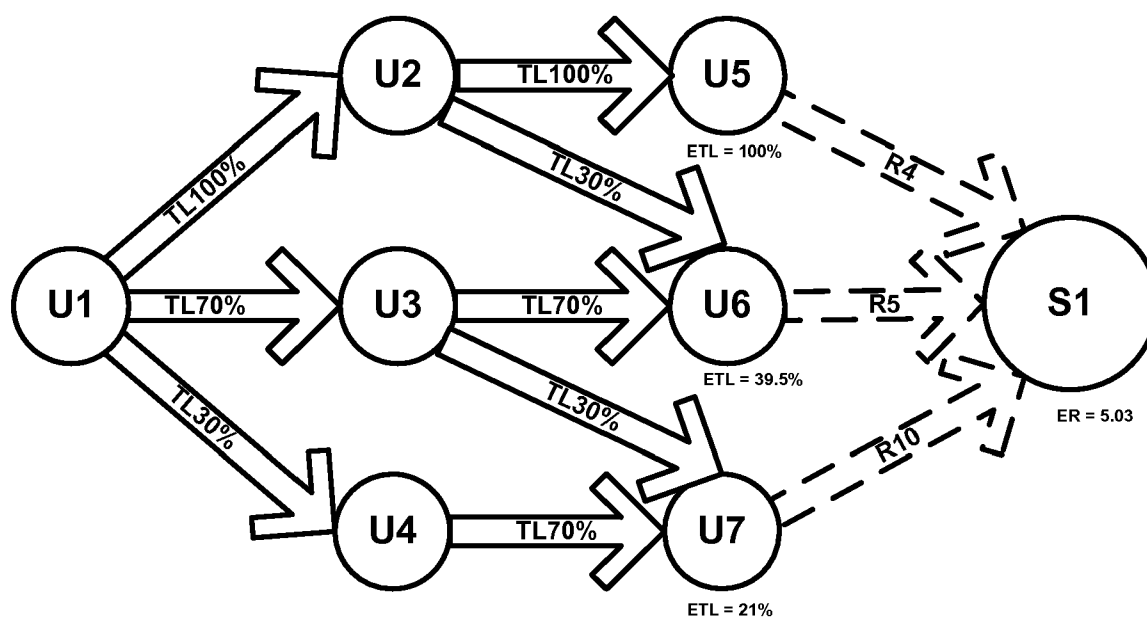 U2
TL100%
U5
ETL = 100%
TL100%
TL30%
R4
U1
TL70%
U3
TL70%
U6
R5
S1
ETL = 39.5%
ER = 5.03
TL30%
TL30%
R10
U4
TL70%
U7
ETL = 21%